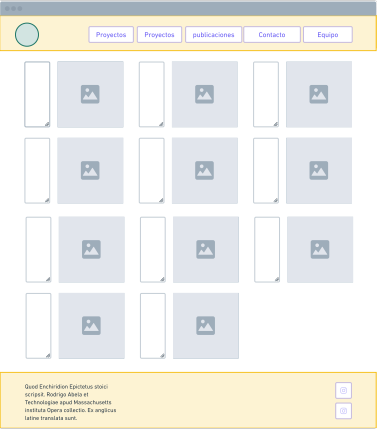 Proyectos
Proyectos
publicaciones
Contacto
Equipo
Quod Enchiridion Epictetus stoici
scripsit. Rodrigo Abela et
Technologiae apud Massachusetts
instituta Opera collectio. Ex anglicus
latine translata sunt.